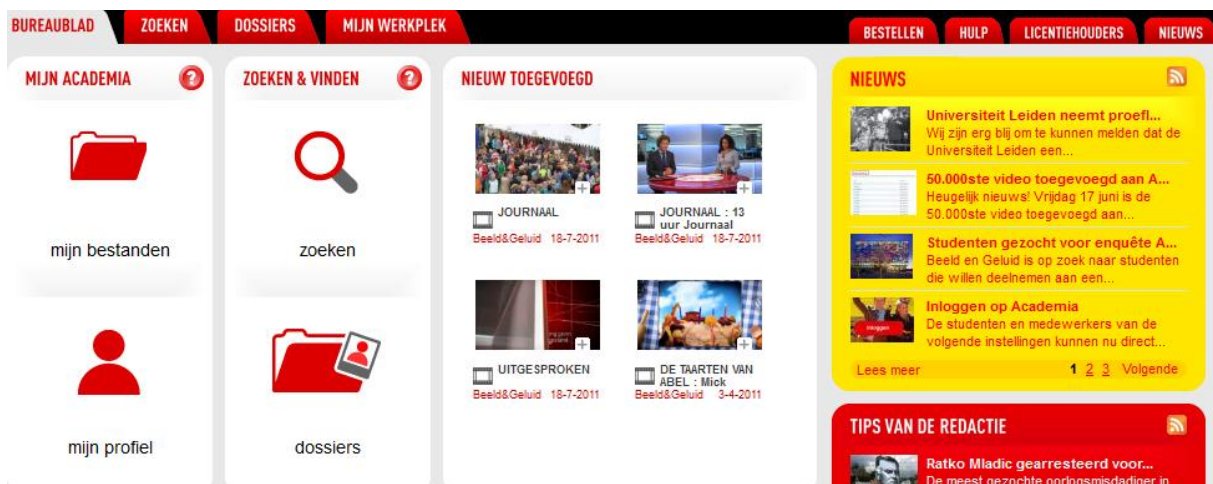 BUREAUBLAD ZOEKEN DOSSIERS MIJN WERKPLEK
BESTELLEN HULP LICENTIEHOUDERS NIEUWS
MIJN ACADEMIA ?
mijn bestanden
mijn profiel
ZOEKEN & VINDEN ?
zoeken
dossiers
NIEUW TOEGEVOEGD
JOURNAAL
Beeld&Geluid 18-7-2011
JOURNAAL : 13
uur Journaal
Beeld&Geluid 18-7-2011
UITGESPROKEN
Beeld&Geluid 18-7-2011
DE TAARTEN VAN
ABEL : Mick
Beeld&Geluid 3-4-2011
NIEUWS
Universiteit Leiden neemt proefl...
Wij zijn erg blij om te kunnen melden dat de
Universiteit Leiden een...
50.000ste video toegevoegd aan A...
Heugelijk nieuws! Vrijdag 17 juni is de
50.000ste video toegevoegd aan...
Studenten gezocht voor enquête A...
Beeld en Geluid is op zoek naar studenten
die willen deelnemen aan een...
Inloggen
Inloggen op Academia
De studenten en medewerkers van de
volgende instellingen kunnen nu direct...
Lees meer 1 2 3 Volgende
TIPS VAN DE REDACTIE
Ratko Mladic gearresteerd voor...
De meest gezochte oorlogsmisdadiger in